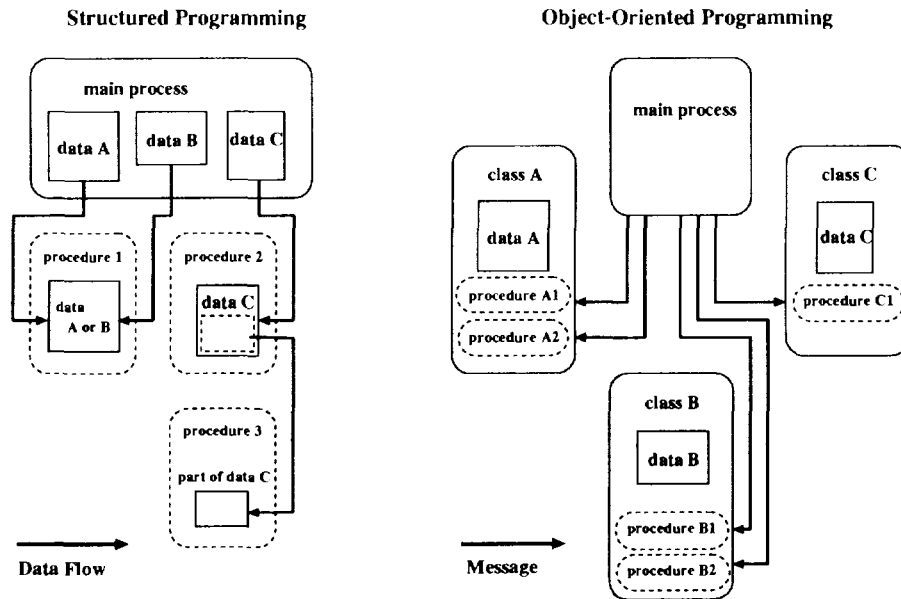 Structured Programming
main process
data A
data B
data C
procedure 1
data
A or B
procedure 2
data C
procedure 3
part of data C
Data Flow
Object-Oriented Programming
main process
class A
data A
procedure A1
procedure A2
class C
data C
procedure C1
class B
data B
procedure B1
procedure B2
Message